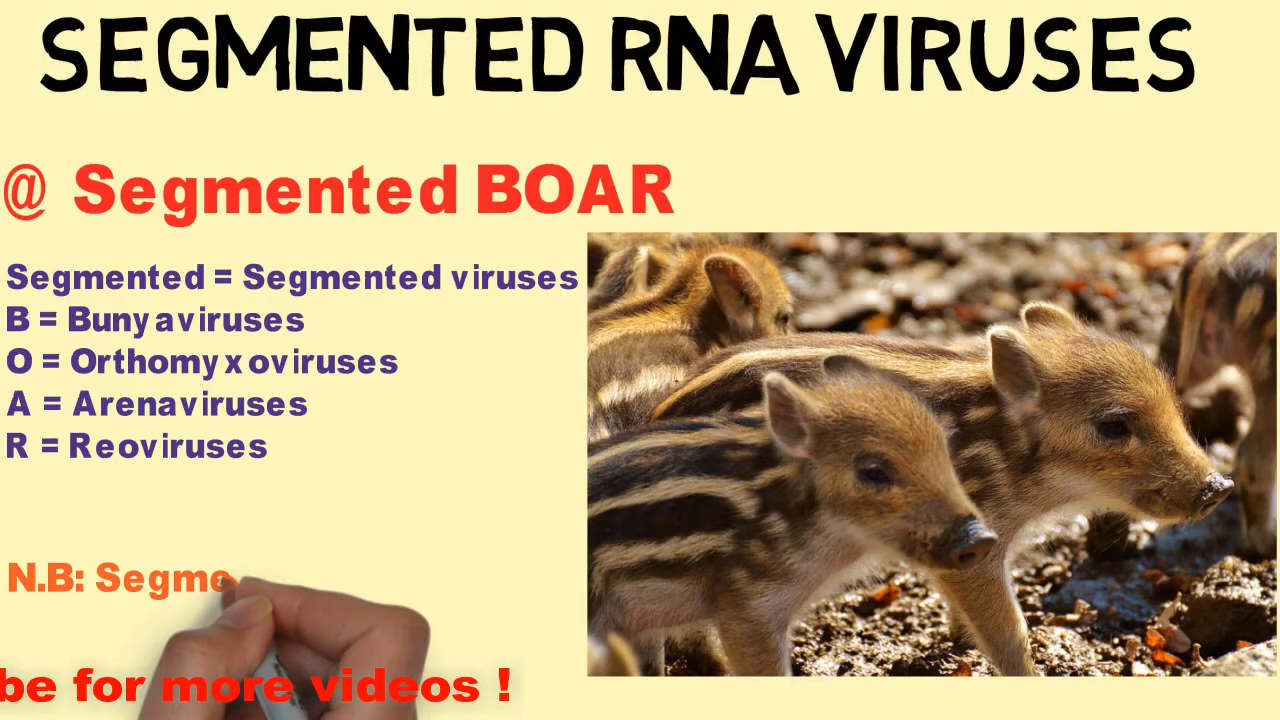 SEGMENTED RNA VIRUSES
@ Segmented BOAR
Segmented = Segmented viruses
B = Bunyaviruses
O = Orthomyxoviruses
A = Arenaviruses
R = Reoviruses
N.B: Segme
be for more videos !